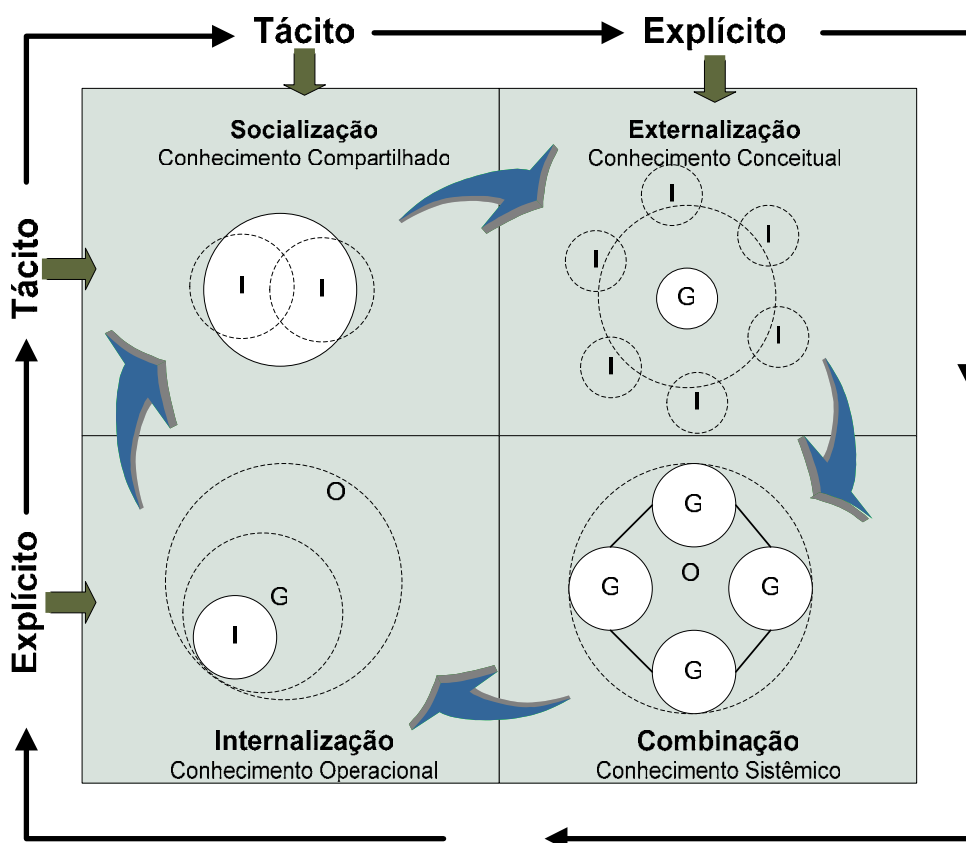 Tácito
Explícito
Tácito
Explícito
Socialização
Conhecimento Compartilhado
I
I
Externalização
Conhecimento Conceitual
I
I
I
G
I
I
I
O
G
I
Internalização
Conhecimento Operacional
G
G
O
G
G
Combinação
Conhecimento Sistêmico